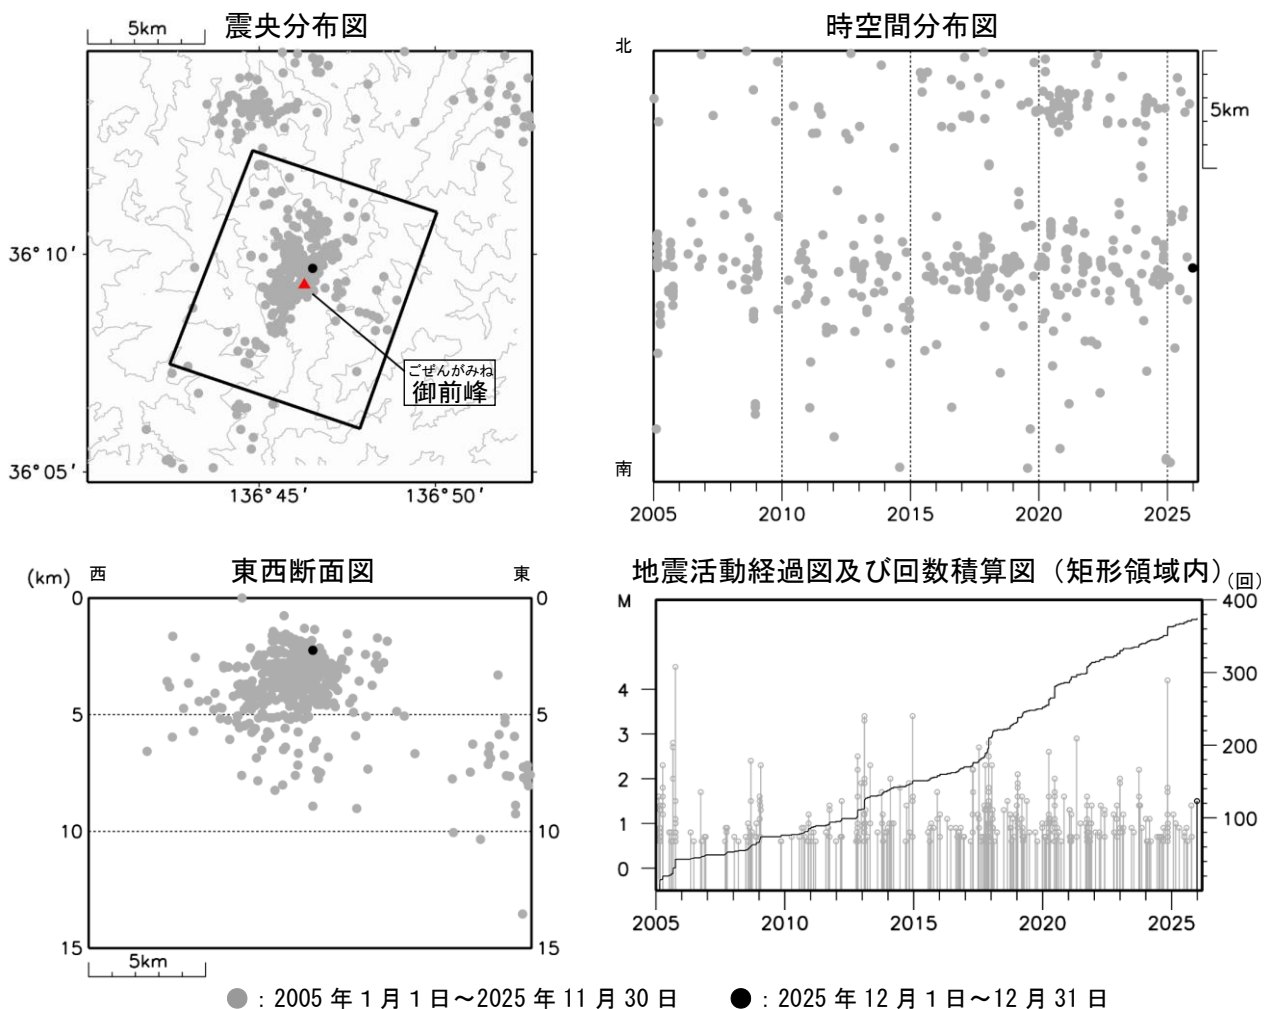 5km
震央分布図
36°10′
36°05′
136°45′
136°50′
ごぜんがみね
御前峰
時空間分布図
北
南
5km
2005
2010
2015
2020
2025
東西断面図
(km)
西
東
0
5
10
15
0
5
10
15
5km
地震活動経過図及び回数積算図（矩形領域内）
(回)
M
4
3
2
1
0
400
300
200
100
2005
2010
2015
2020
2025
：2005 年 1 月 1 日～2025 年 11 月 30 日
：2025 年 12 月 1 日～12 月 31 日